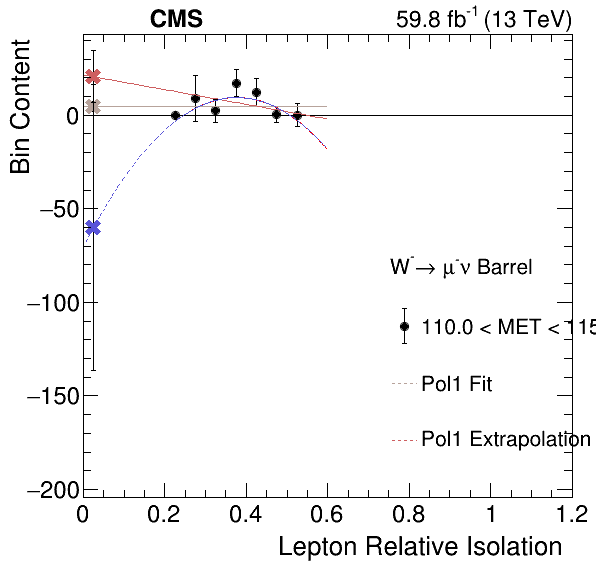 CMS
59.8 fb⁻¹ (13 TeV)
Bin Content
0
−50
−100
−150
−200
W⁻→ μ⁻ν Barrel
110.0 < MET < 115
Pol1 Fit
Pol1 Extrapolation
0 0.2 0.4 0.6 0.8 1 1.2
Lepton Relative Isolation